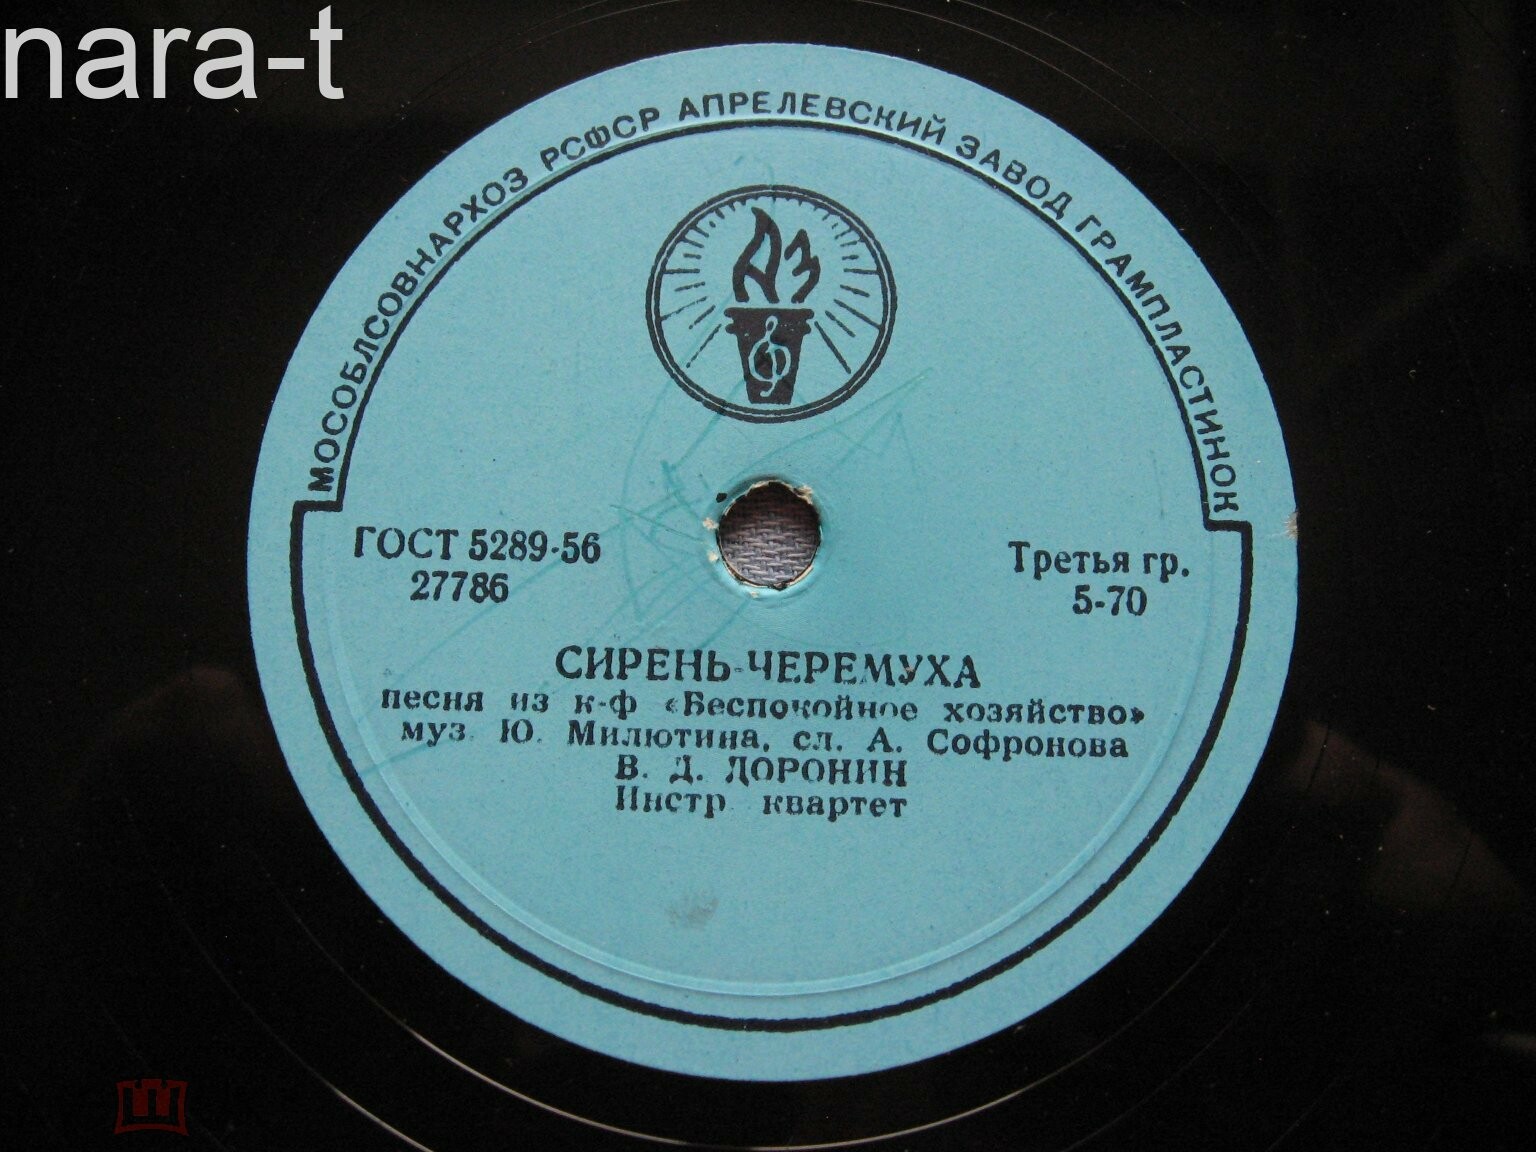 nara-t
МОСОБЛСОВНАРХОЗ РСФСР АПРЕЛЕВСКИЙ ЗАВОД ГРАМПЛАСТИНОК
АЗ
ГОСТ 5289-56
27786
Третья гр.
5-70
СИРЕНЬ-ЧЕРЕМУХА
песня из к-ф «Беспокойное хозяйство»
муз. Ю. Милютина, сл. А. Софронова
В. Д. ДОРОНИН
Инстр. квартет